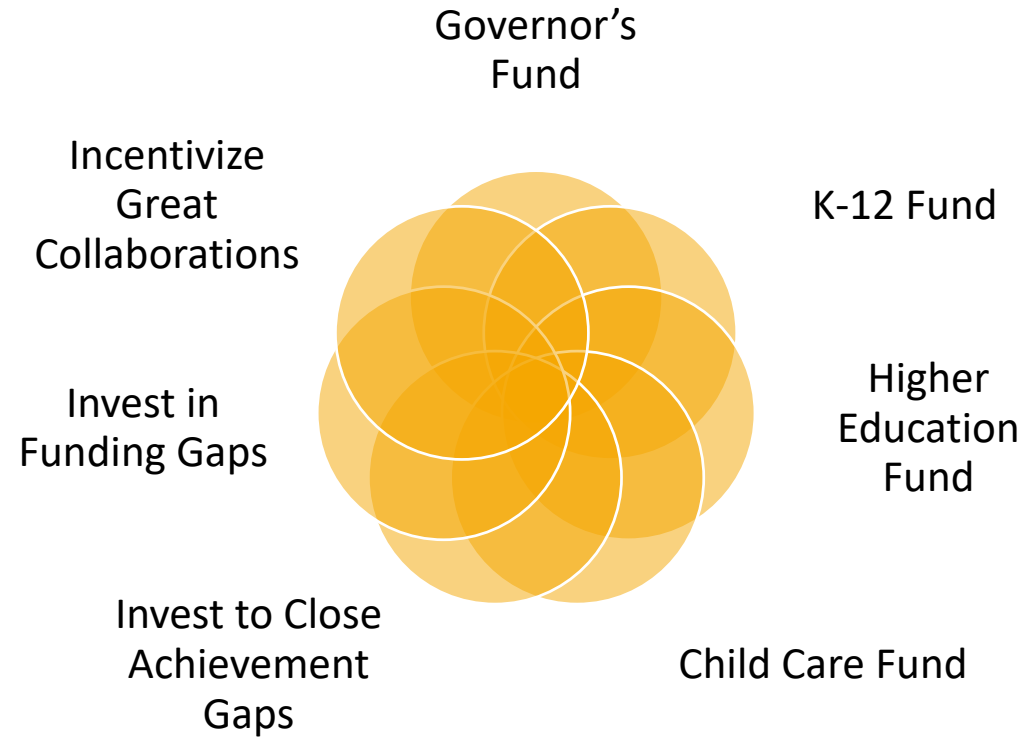 Governor’s
Fund
K-12 Fund
Higher
Education
Fund
Child Care Fund
Invest to Close
Achievement
Gaps
Invest in
Funding Gaps
Incentivize
Great
Collaborations